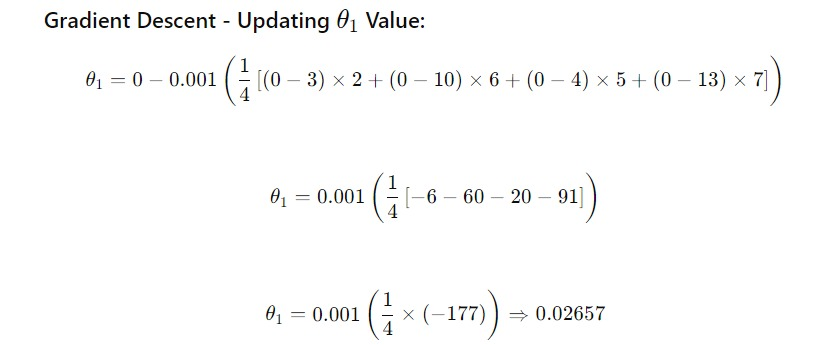 Gradient Descent - Updating θ₁ Value:
θ₁ = 0 − 0.001 (1/4 [(0 − 3) × 2 + (0 − 10) × 6 + (0 − 4) × 5 + (0 − 13) × 7])
θ₁ = 0.001 (1/4 [−6 − 60 − 20 − 91])
θ₁ = 0.001 (1/4 × (−177)) ⇒ 0.02657